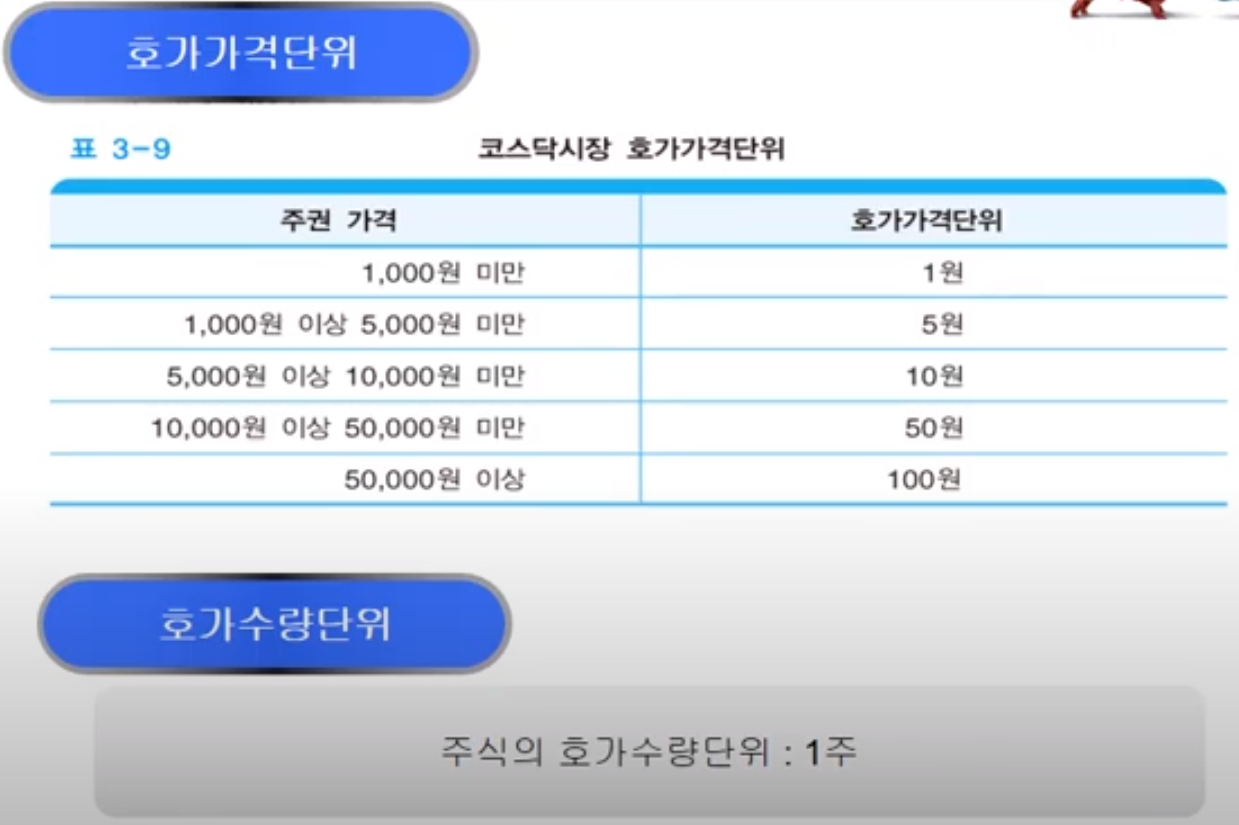 호가가격단위
표 3-9 코스닥시장 호가가격단위
주권 가격 호가가격단위
1,000원 미만 1원
1,000원 이상 5,000원 미만 5원
5,000원 이상 10,000원 미만 10원
10,000원 이상 50,000원 미만 50원
50,000원 이상 100원
호가수량단위
주식의 호가수량단위 : 1주